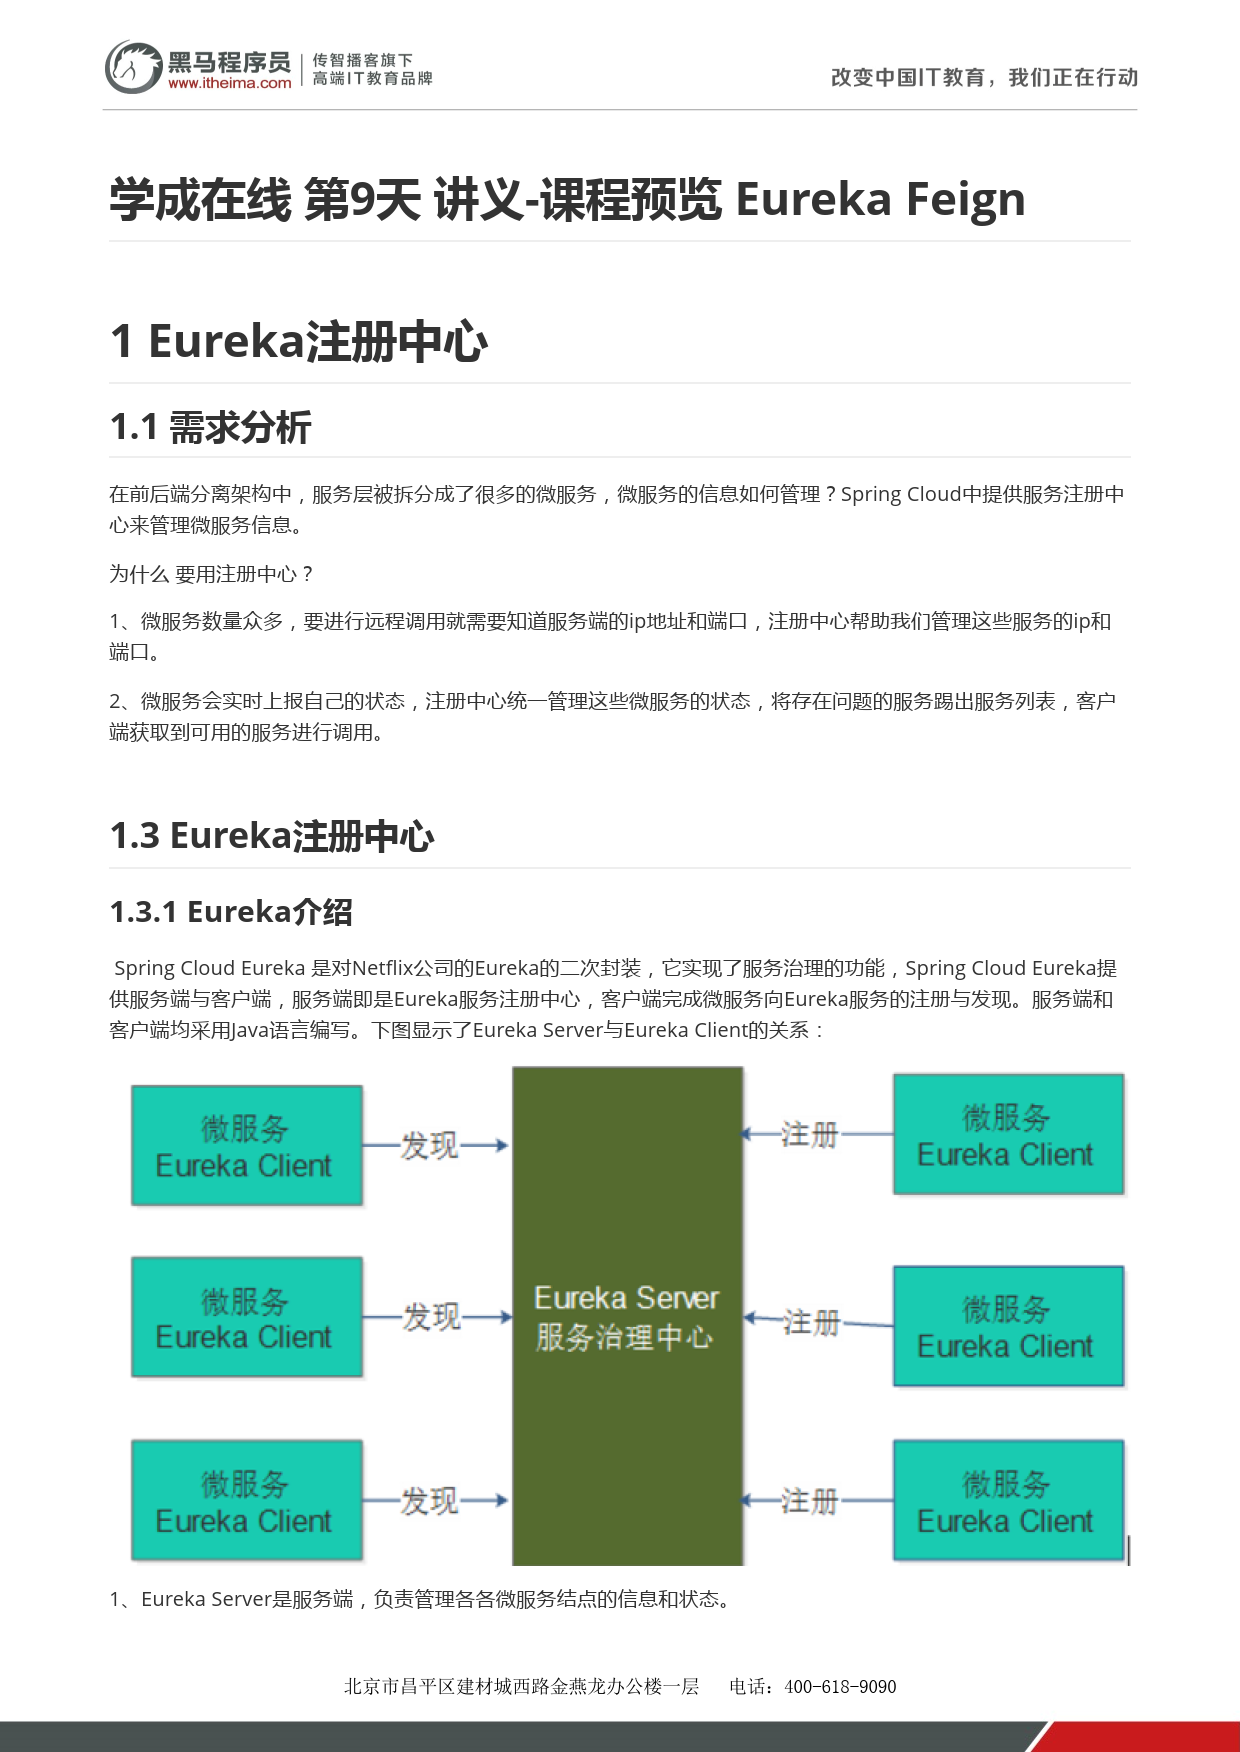 黑马程序员
www.itheima.com
传智播客旗下
高端IT教育品牌
改变中国IT教育，我们正在行动
学成在线 第9天 讲义-课程预览 Eureka Feign
1 Eureka注册中心
1.1 需求分析
在前后端分离架构中，服务层被拆分成了很多的微服务，微服务的信息如何管理？Spring Cloud中提供服务注册中
心来管理微服务信息。
为什么 要用注册中心？
1、微服务数量众多，要进行远程调用就需要知道服务端的ip地址和端口，注册中心帮助我们管理这些服务的ip和
端口。
2、微服务会实时上报自己的状态，注册中心统一管理这些微服务的状态，将存在问题的服务踢出服务列表，客户
端获取到可用的服务进行调用。
1.3 Eureka注册中心
1.3.1 Eureka介绍
Spring Cloud Eureka 是对Netflix公司的Eureka的二次封装，它实现了服务治理的功能，Spring Cloud Eureka提
供服务端与客户端，服务端即是Eureka服务注册中心，客户端完成微服务向Eureka服务的注册与发现。服务端和
客户端均采用Java语言编写。下图显示了Eureka Server与Eureka Client的关系：
微服务
Eureka Client
发现
注册
微服务
Eureka Client
微服务
Eureka Client
发现
Eureka Server
服务治理中心
注册
微服务
Eureka Client
微服务
Eureka Client
发现
注册
微服务
Eureka Client
1、Eureka Server是服务端，负责管理各各微服务结点的信息和状态。
北京市昌平区建材城西路金燕龙办公楼一层 电话：400-618-9090